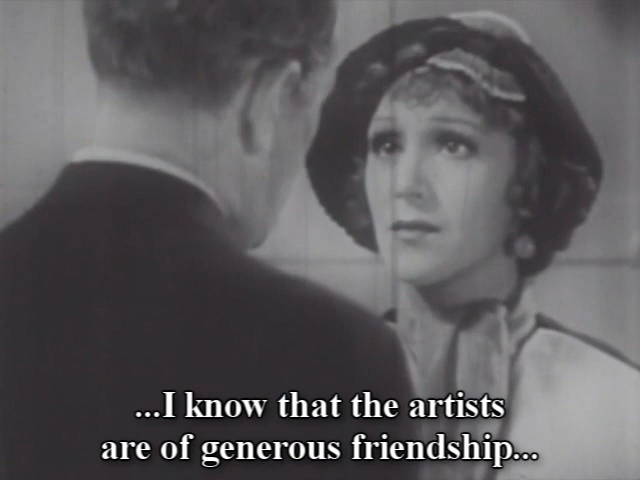 ...I know that the artists
are of generous friendship...